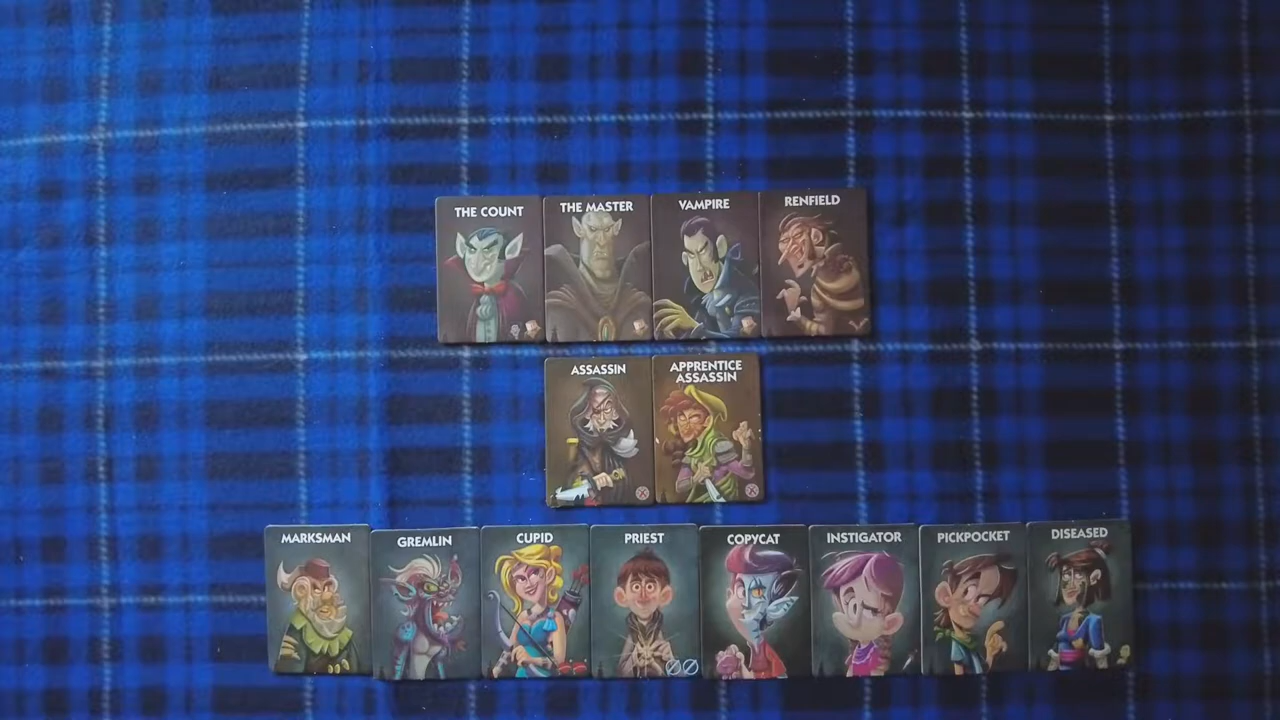 THE COUNT
THE MASTER
VAMPIRE
RENFIELD
ASSASSIN
APPRENTICE
ASSASSIN
MARKSMAN
GREMLIN
CUPID
PRIEST
COPYCAT
INSTIGATOR
PICKPOCKET
DISEASED